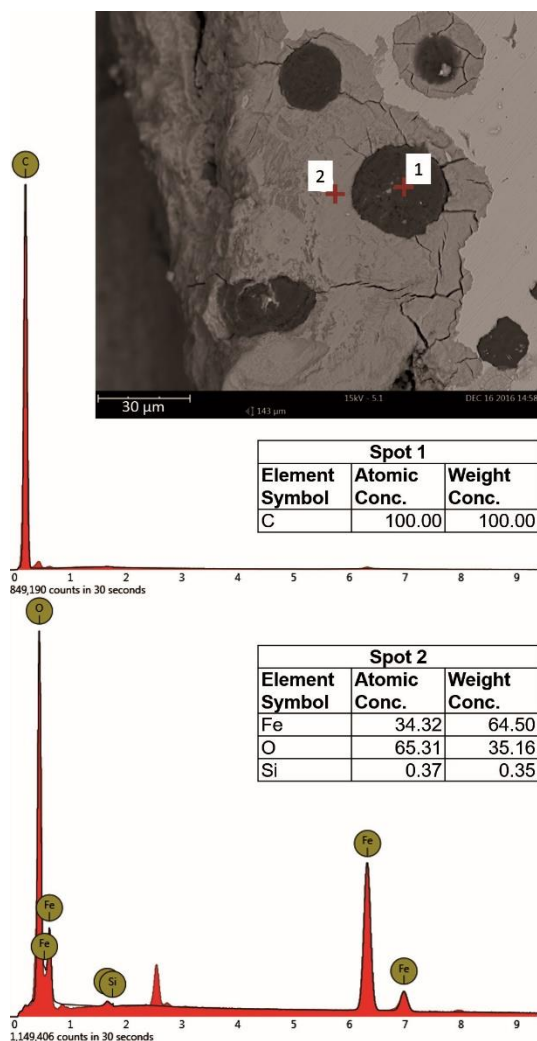 C
2
1
30 µm
143 µm
15kV - 5.1
DEC 16 2016 14:58
Spot 1
Element Symbol Atomic Conc. Weight Conc.
C 100.00 100.00
0 1 2 3 4 5 6 7 8 9
849,190 counts in 30 seconds
O
Spot 2
Element Symbol Atomic Conc. Weight Conc.
Fe 34.32 64.50
O 65.31 35.16
Si 0.37 0.35
Fe
Fe
Fe
Si
Fe
0 1 2 3 4 5 6 7 8 9
1,149,406 counts in 30 seconds